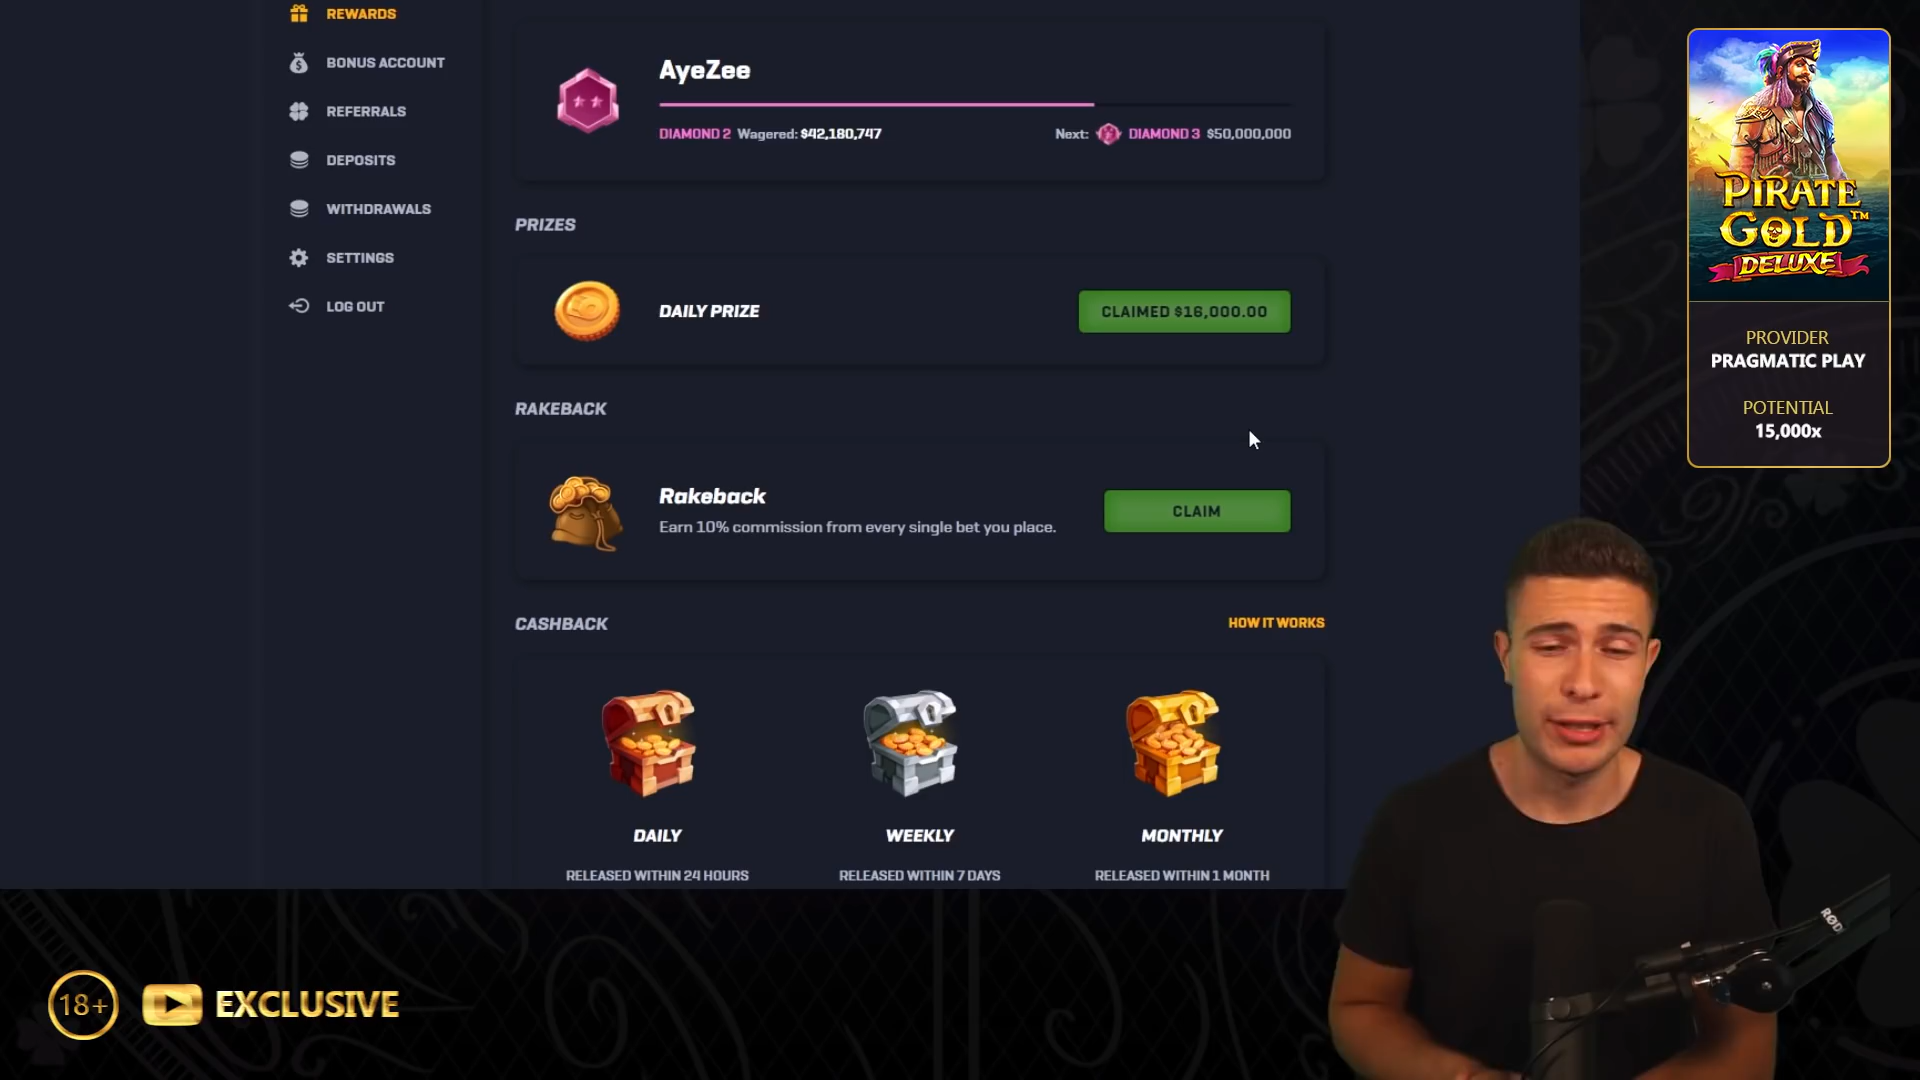 REWARDS
BONUS ACCOUNT
REFERRALS
DEPOSITS
WITHDRAWALS
SETTINGS
LOG OUT
AyeZee
DIAMOND 2 Wagered: $42,180,747
Next: DIAMOND 3 $50,000,000
PRIZES
DAILY PRIZE
CLAIMED $16,000.00
RAKEBACK
Rakeback
Earn 10% commission from every single bet you place.
CLAIM
CASHBACK
HOW IT WORKS
DAILY
RELEASED WITHIN 24 HOURS
WEEKLY
RELEASED WITHIN 7 DAYS
MONTHLY
RELEASED WITHIN 1 MONTH
PIRATE
GOLD™
DELUXE
PROVIDER
PRAGMATIC PLAY
POTENTIAL
15,000x
RØDE
18+
EXCLUSIVE